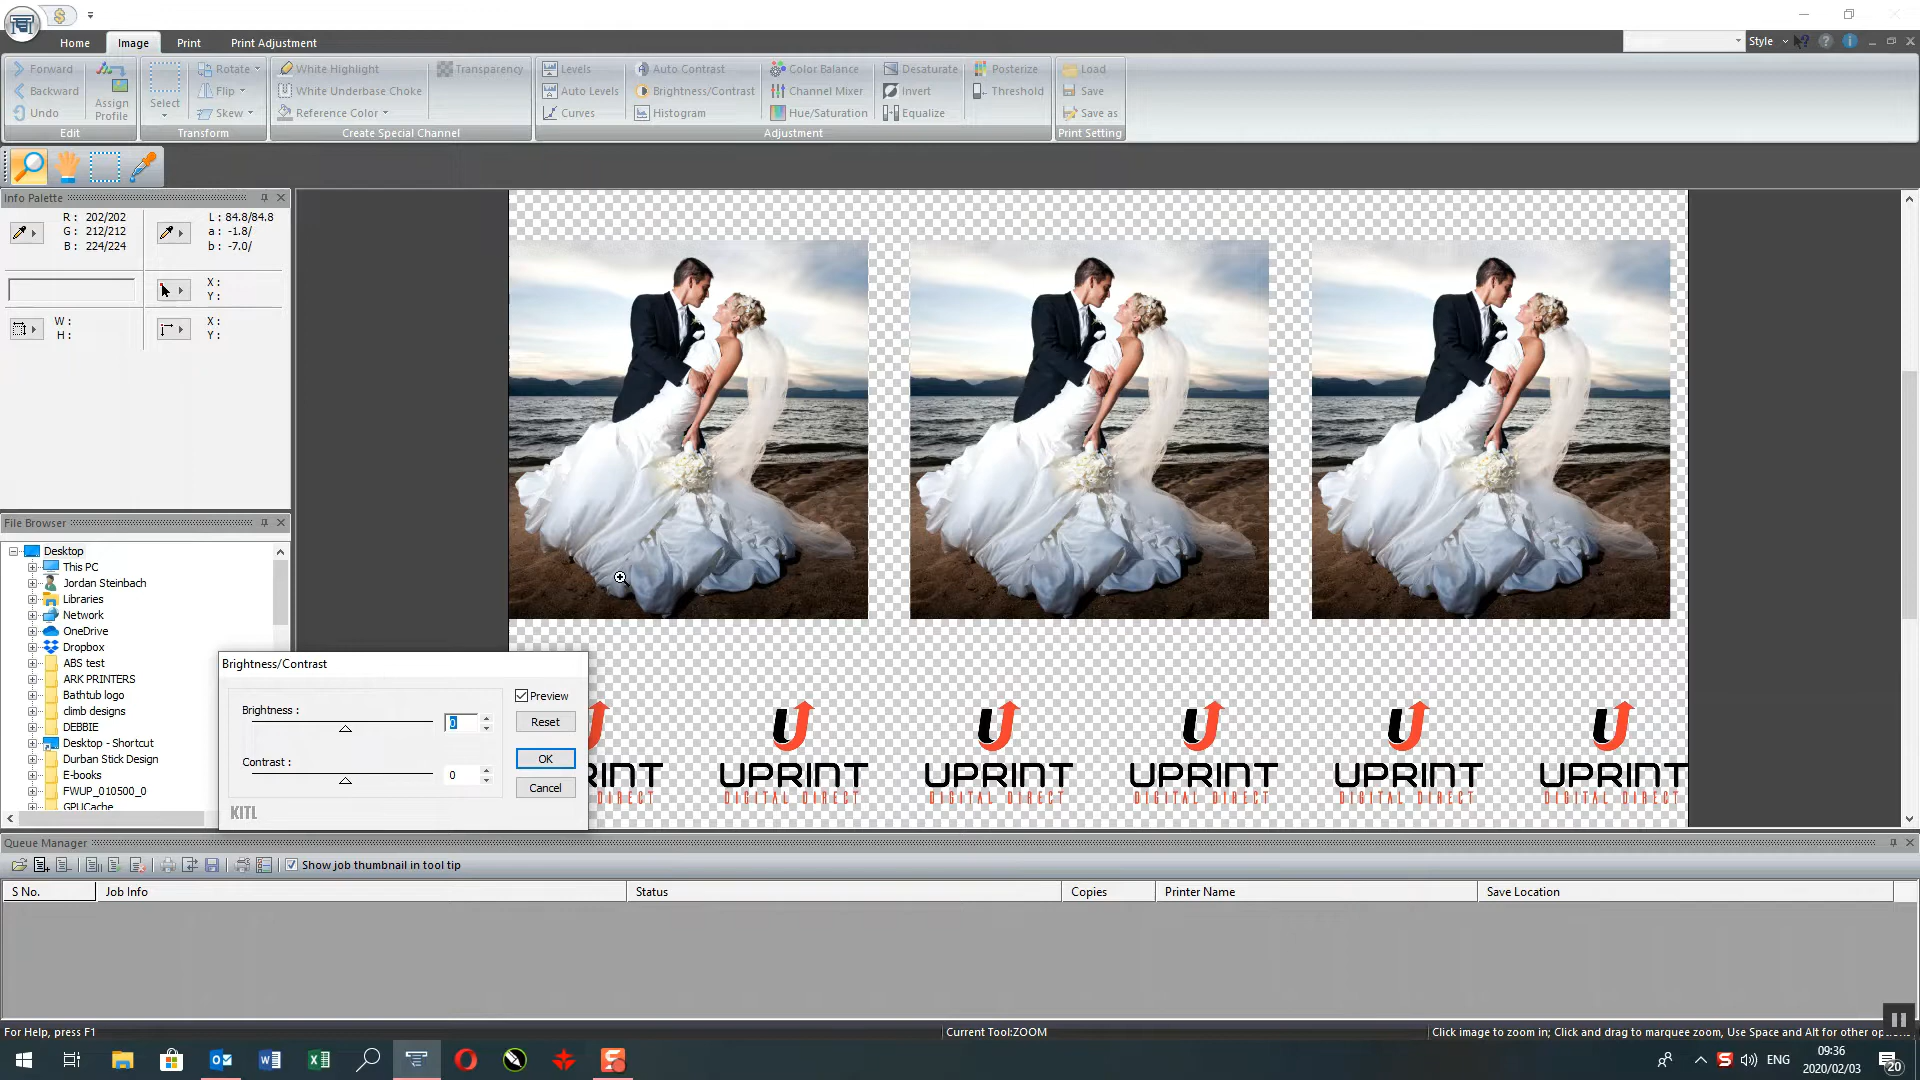 Home Image Print Print Adjustment Style
Forward Assign Profile Select Rotate White Highlight Transparency Levels Auto Contrast Color Balance Desaturate Posterize Load
Backward Flip White Underbase Choke Auto Levels Brightness/Contrast Channel Mixer Invert Threshold Save
Undo Skew Reference Color Curves Histogram Hue/Saturation Equalize Save as
Edit Transform Create Special Channel Adjustment Print Setting
Info Palette
R : 202/202 L : 84.8/84.8
G : 212/212 a : -1.8/
B : 224/224 b : -7.0/
X :
Y :
W : X :
H : Y :
File Browser
Desktop
This PC
Jordan Steinbach
Libraries
Network
OneDrive
Dropbox
ABS test
ARK PRINTERS
Bathtub logo
climb designs
DEBBIE
Desktop - Shortcut
Durban Stick Design
E-books
FWUP_010500_0
GPUCache
Brightness/Contrast
Preview
Brightness :
0
Reset
OK
Contrast :
0
Cancel
KITL
RINT UPRINT UPRINT UPRINT UPRINT UPRINT
DIRECT DIGITAL DIRECT DIGITAL DIRECT DIGITAL DIRECT DIGITAL DIRECT DIGITAL DIRECT
Queue Manager
Show job thumbnail in tool tip
S No. Job Info Status Copies Printer Name Save Location
For Help, press F1 Current Tool:ZOOM Click image to zoom in; Click and drag to marquee zoom, Use Space and Alt for other
ENG 09:36
2020/02/03 20